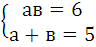 ав = 6
а + в = 5